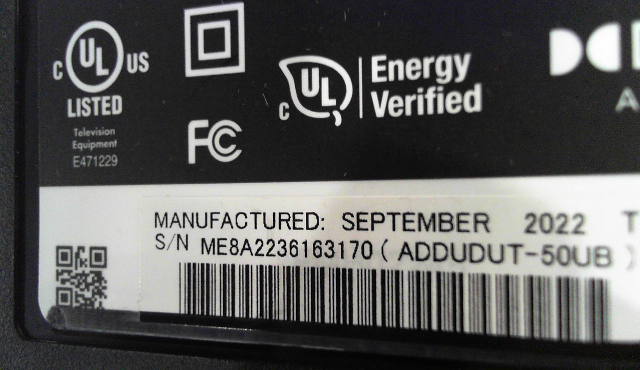 c UL US
LISTED
Television
Equipment
E471229
FC
c UL
Energy
Verified
MANUFACTURED: SEPTEMBER 2022 T
S/N ME8A2236163170 ( ADDUDUT-50UB )